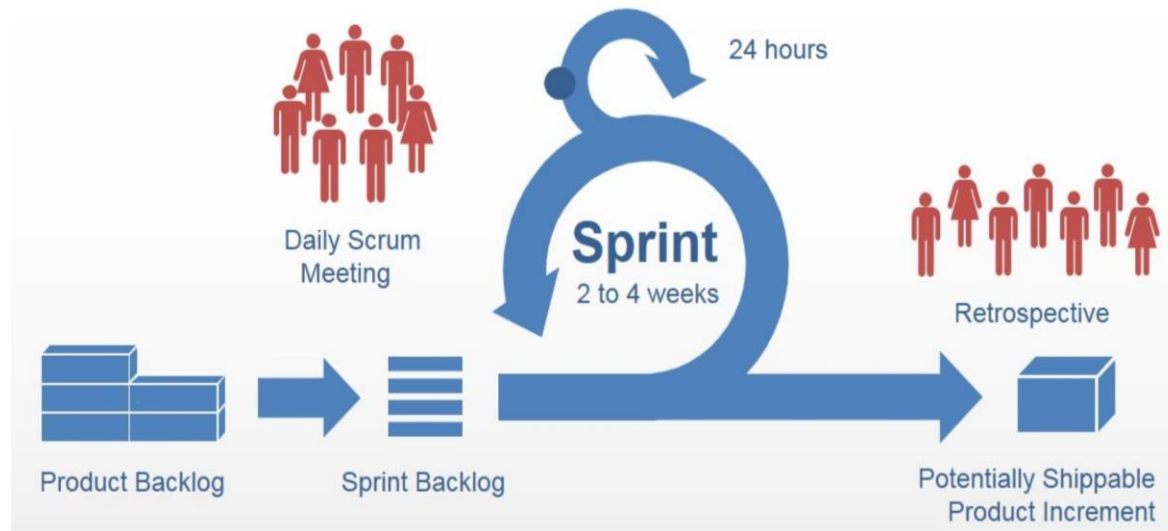 24 hours
Daily Scrum
Meeting
Sprint
2 to 4 weeks
Retrospective
Product Backlog
Sprint Backlog
Potentially Shippable
Product Increment